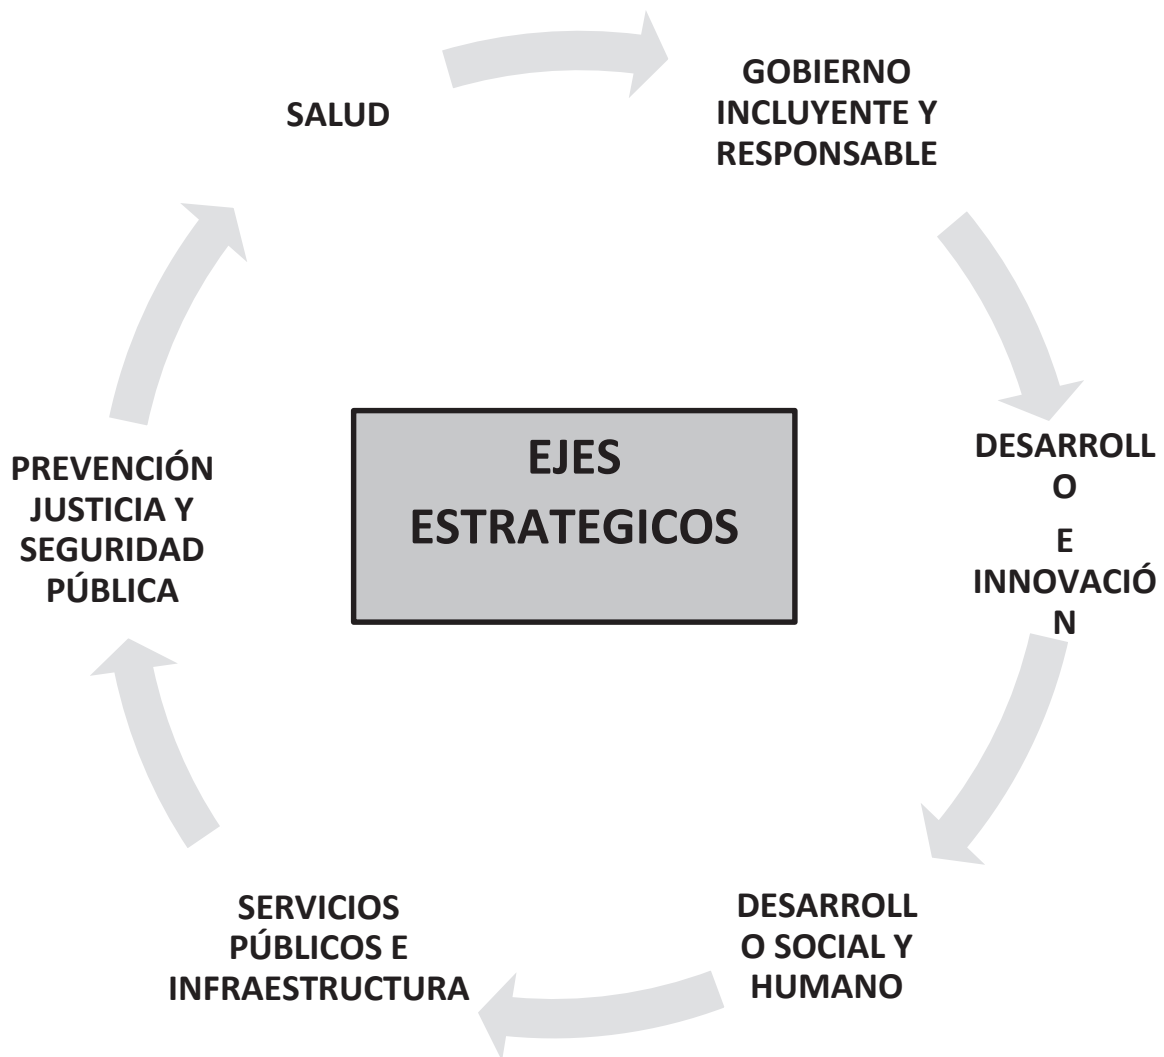 SALUD
GOBIERNO
INCLUYENTE Y
RESPONSABLE
DESARROLL
O
E
INNOVACIÓ
N
DESARROLL
O SOCIAL Y
HUMANO
SERVICIOS
PÚBLICOS E
INFRAESTRUCTURA
PREVENCIÓN
JUSTICIA Y
SEGURIDAD
PÚBLICA
EJES
ESTRATEGICOS